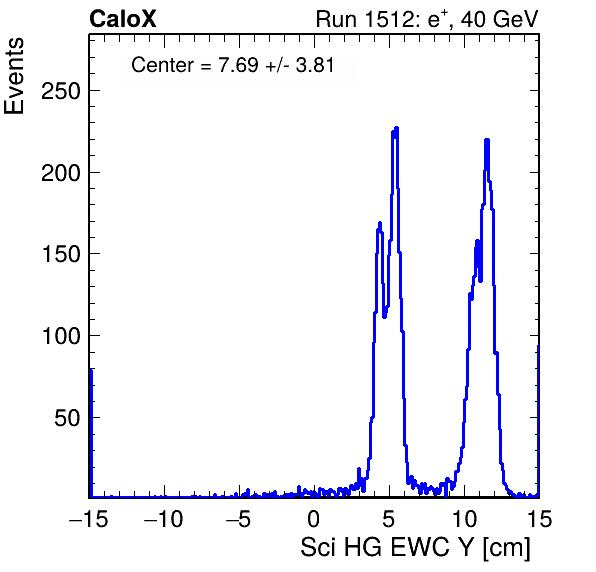 CaloX Run 1512: e⁺, 40 GeV
Center = 7.69 +/- 3.81
Events
250
200
150
100
50
−15 −10 −5 0 5 10 15
Sci HG EWC Y [cm]